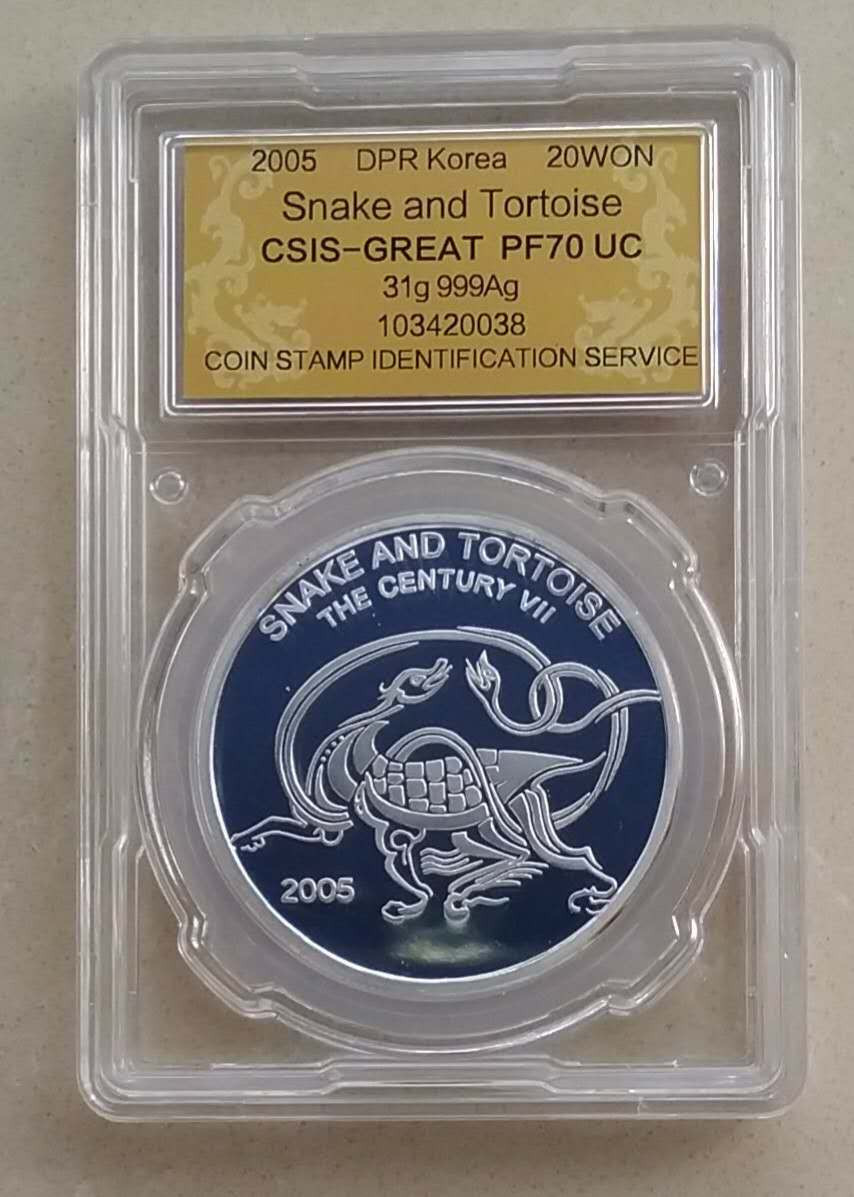 2005 DPR Korea 20WON
Snake and Tortoise
CSIS-GREAT PF70 UC
31g 999Ag
103420038
COIN STAMP IDENTIFICATION SERVICE
SNAKE AND TORTOISE
THE CENTURY VII
2005